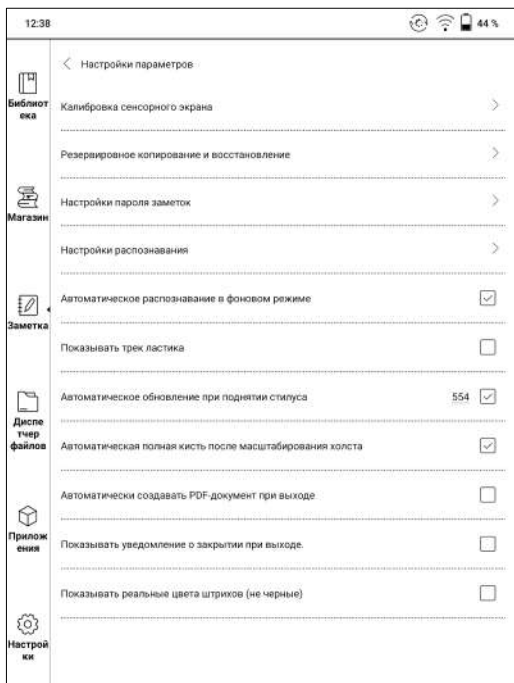 12:38
44 %
Настройки параметров
Библиот
ека
Калибровка сенсорного экрана
Резервировное копирование и восстановление
Магазин
Настройки пароля заметок
Настройки распознавания
Заметка
Автоматическое распознавание в фоновом режиме
Показывать трек ластика
Диспе
тчер
файлов
Автоматическое обновление при поднятии стилуса 554
Автоматическая полная кисть после масштабирования холста
Автоматически создавать PDF-документ при выходе
Прилож
ения
Показывать уведомление о закрытии при выходе.
Показывать реальные цвета штрихов (не черные)
Настрой
ки